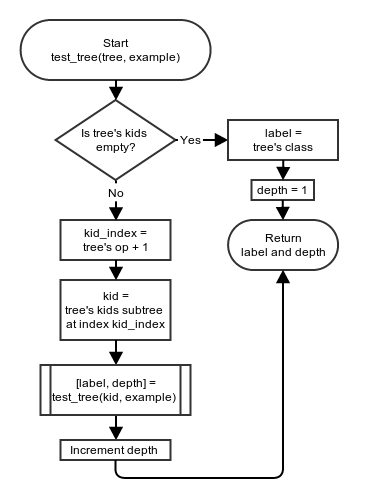 Start
test_tree(tree, example)
Is tree's kids
empty?
Yes
label =
tree's class
depth = 1
Return
label and depth
No
kid_index =
tree's op + 1
kid =
tree's kids subtree
at index kid_index
[label, depth] =
test_tree(kid, example)
Increment depth